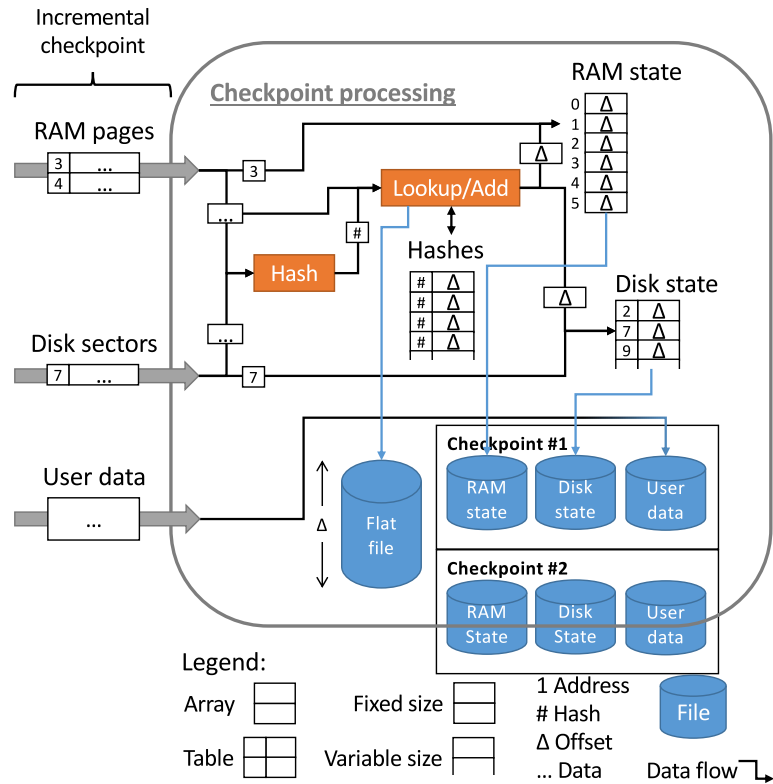 Incremental
checkpoint
Checkpoint processing
RAM state
0 Δ
1 Δ
2 Δ
3 Δ
4 Δ
5 Δ
RAM pages
3 ...
4 ...
3
Δ
...
Lookup/Add
#
Hash
Hashes
# Δ
# Δ
# Δ
# Δ
Δ
Disk state
2 Δ
7 Δ
9 Δ
...
Disk sectors
7 ...
7
User data
...
Δ
Flat
file
Checkpoint #1
RAM
state
Disk
state
User
data
Checkpoint #2
RAM
State
Disk
State
User
data
Legend:
Array
Fixed size
Table
Variable size
1 Address
# Hash
Δ Offset
... Data
File
Data flow